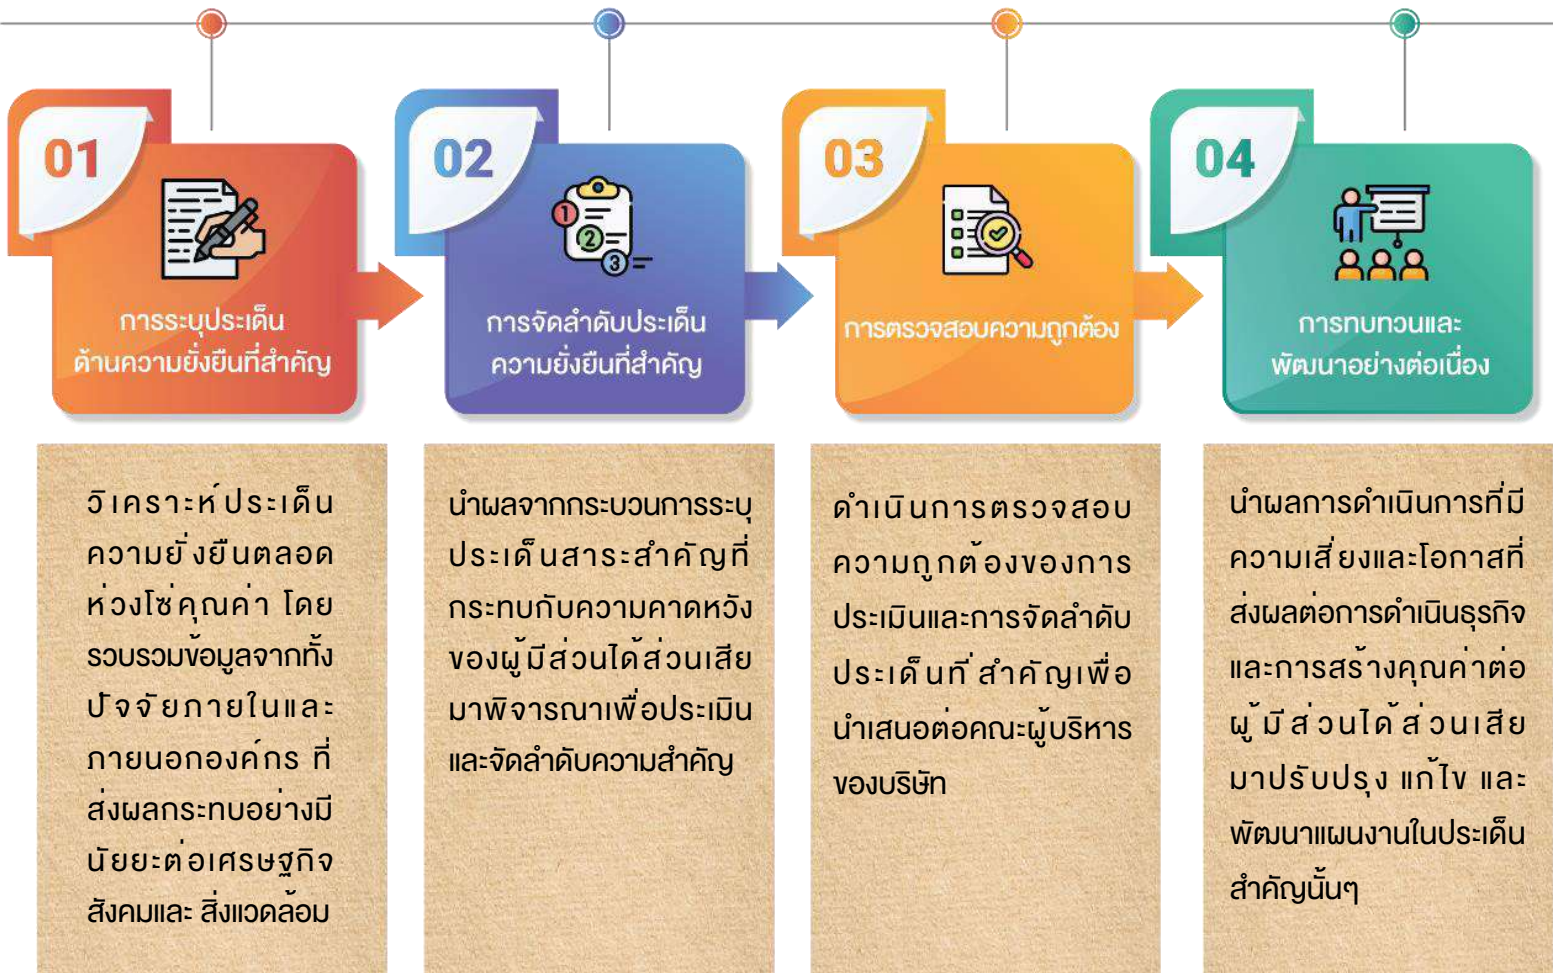 01
การระบุประเด็น
ด้านความยั่งยืนที่สำคัญ
วิเคราะห์ประเด็น
ความยั่งยืนตลอด
ห่วงโซ่คุณค่า โดย
รวบรวมข้อมูลจากทั้ง
ปัจจัยภายในและ
ภายนอกองค์กร ที่
ส่งผลกระทบอย่างมี
นัยยะต่อเศรษฐกิจ
สังคมและ สิ่งแวดล้อม
02
1
2
3
การจัดลำดับประเด็น
ความยั่งยืนที่สำคัญ
นำผลจากกระบวนการระบุ
ประเด็นสาระสำคัญที่
กระทบกับความคาดหวัง
ของผู้มีส่วนได้ส่วนเสีย
มาพิจารณาเพื่อประเมิน
และจัดลำดับความสำคัญ
03
การตรวจสอบความถูกต้อง
ดำเนินการตรวจสอบ
ความถูกต้องของการ
ประเมินและการจัดลำดับ
ประเด็นที่สำคัญเพื่อ
นำเสนอต่อคณะผู้บริหาร
ของบริษัท
04
การทบทวนและ
พัฒนาอย่างต่อเนื่อง
นำผลการดำเนินการที่มี
ความเสี่ยงและโอกาสที่
ส่งผลต่อการดำเนินธุรกิจ
และการสร้างคุณค่าต่อ
ผู้มีส่วนได้ส่วนเสีย
มาปรับปรุง แก้ไข และ
พัฒนาแผนงานในประเด็น
สำคัญนั้นๆ